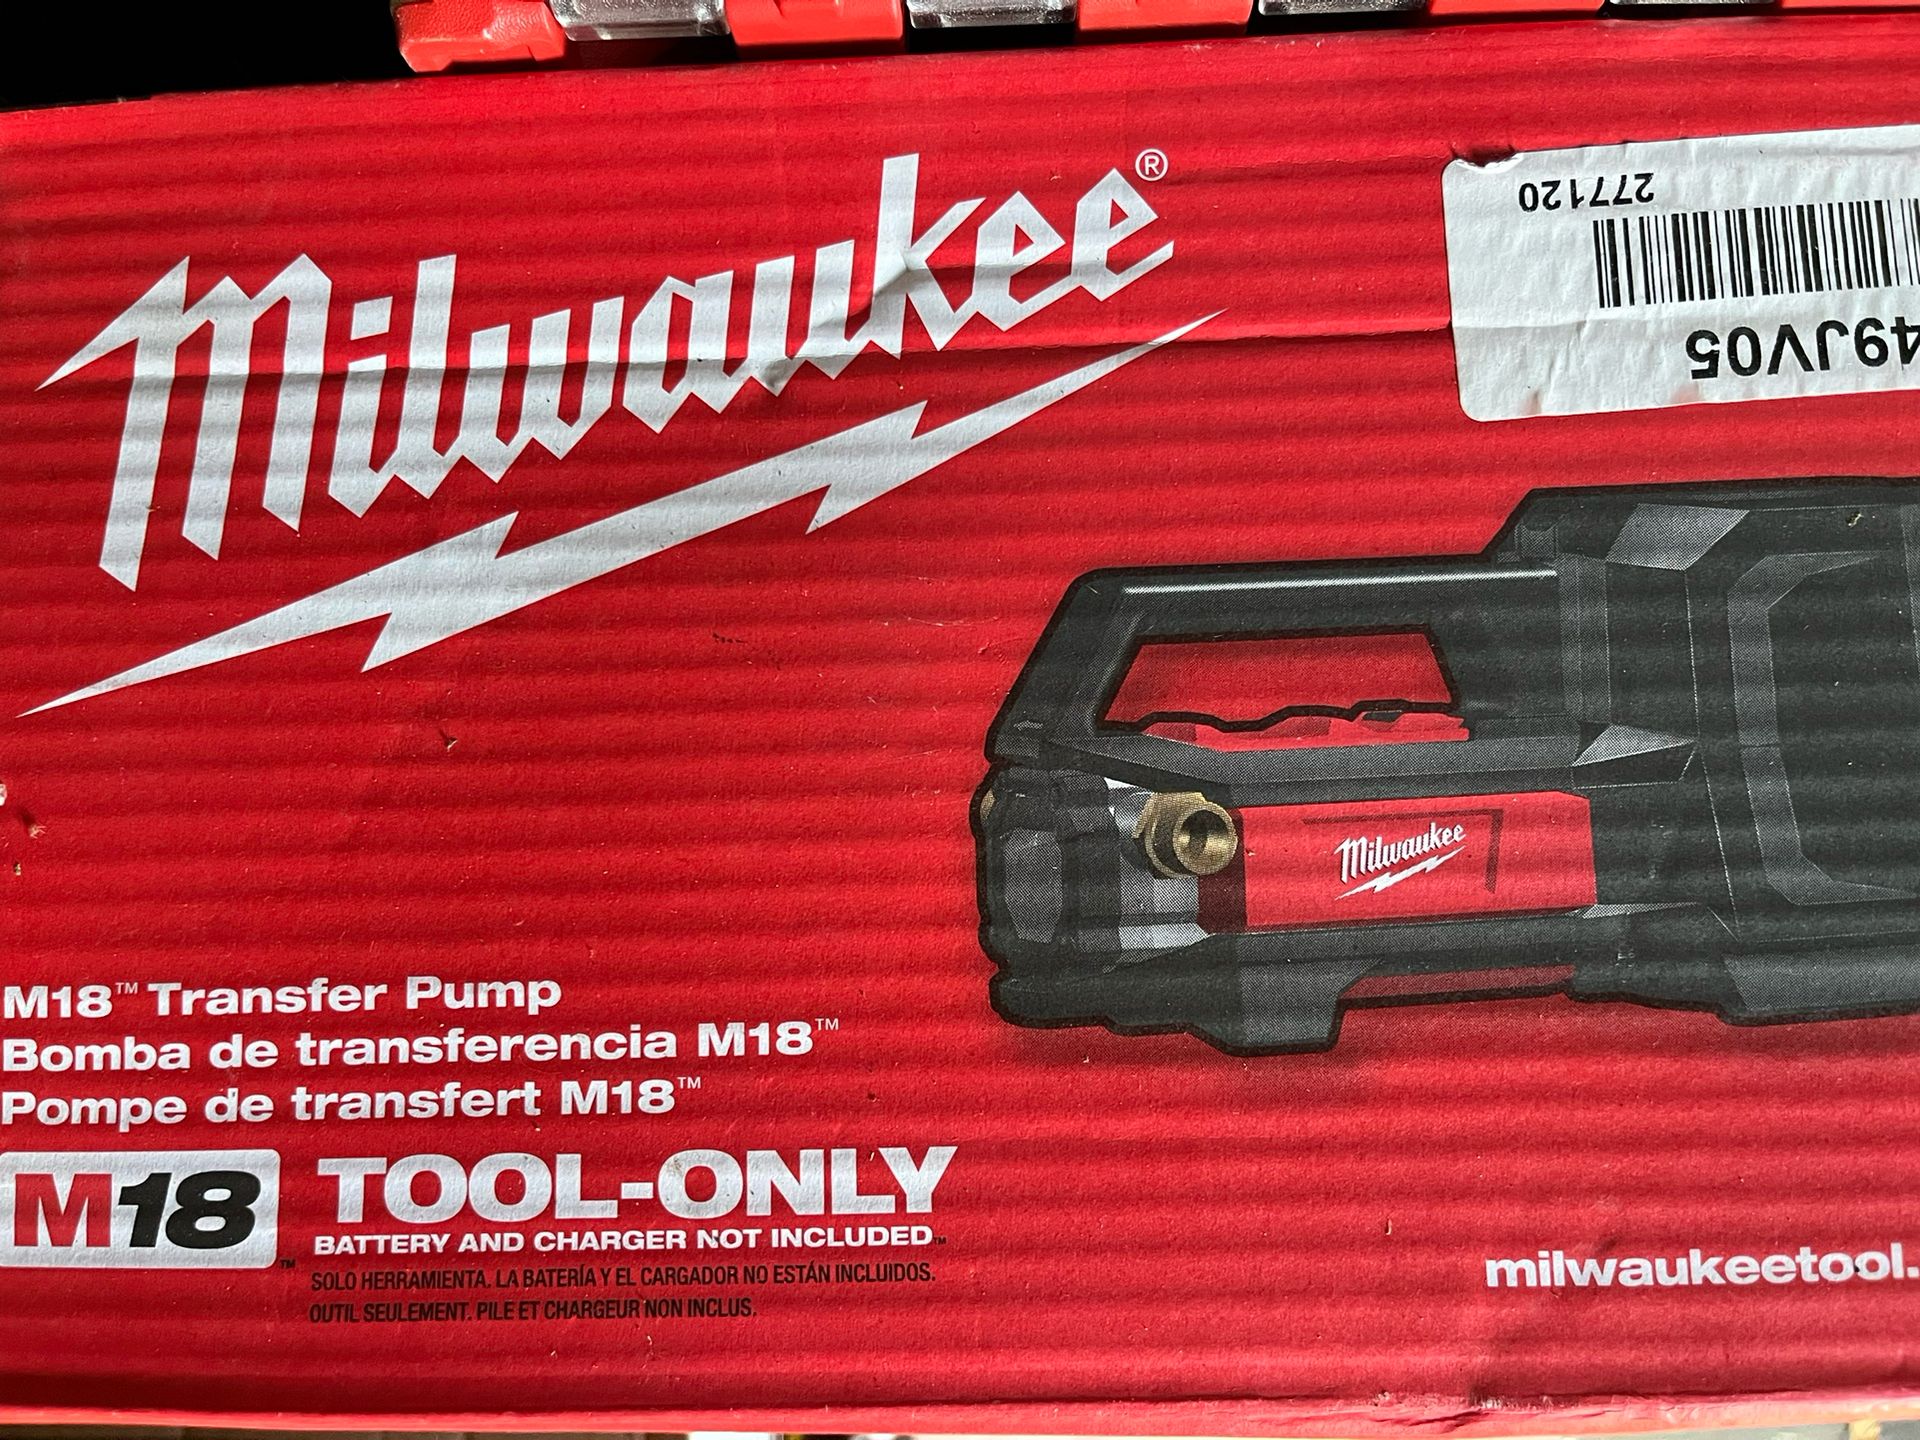 Milwaukee®
277120
49JV05
Milwaukee
M18™ Transfer Pump
Bomba de transferencia M18™
Pompe de transfert M18™
M18™
TOOL-ONLY
BATTERY AND CHARGER NOT INCLUDED™
SOLO HERRAMIENTA. LA BATERÍA Y EL CARGADOR NO ESTÁN INCLUIDOS.
OUTIL SEULEMENT. PILE ET CHARGEUR NON INCLUS.
milwaukeetool.